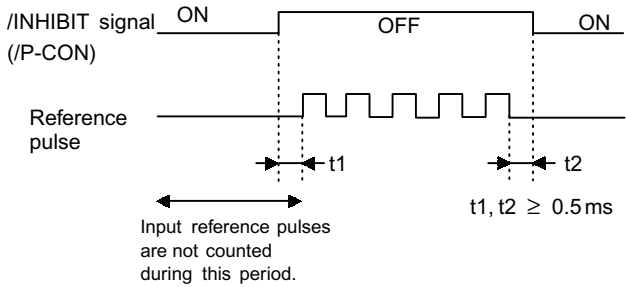 /INHIBIT signal ON OFF ON
(/P-CON)
Reference
pulse
t1 t2
t1, t2 ≥ 0.5 ms
Input reference pulses
are not counted
during this period.